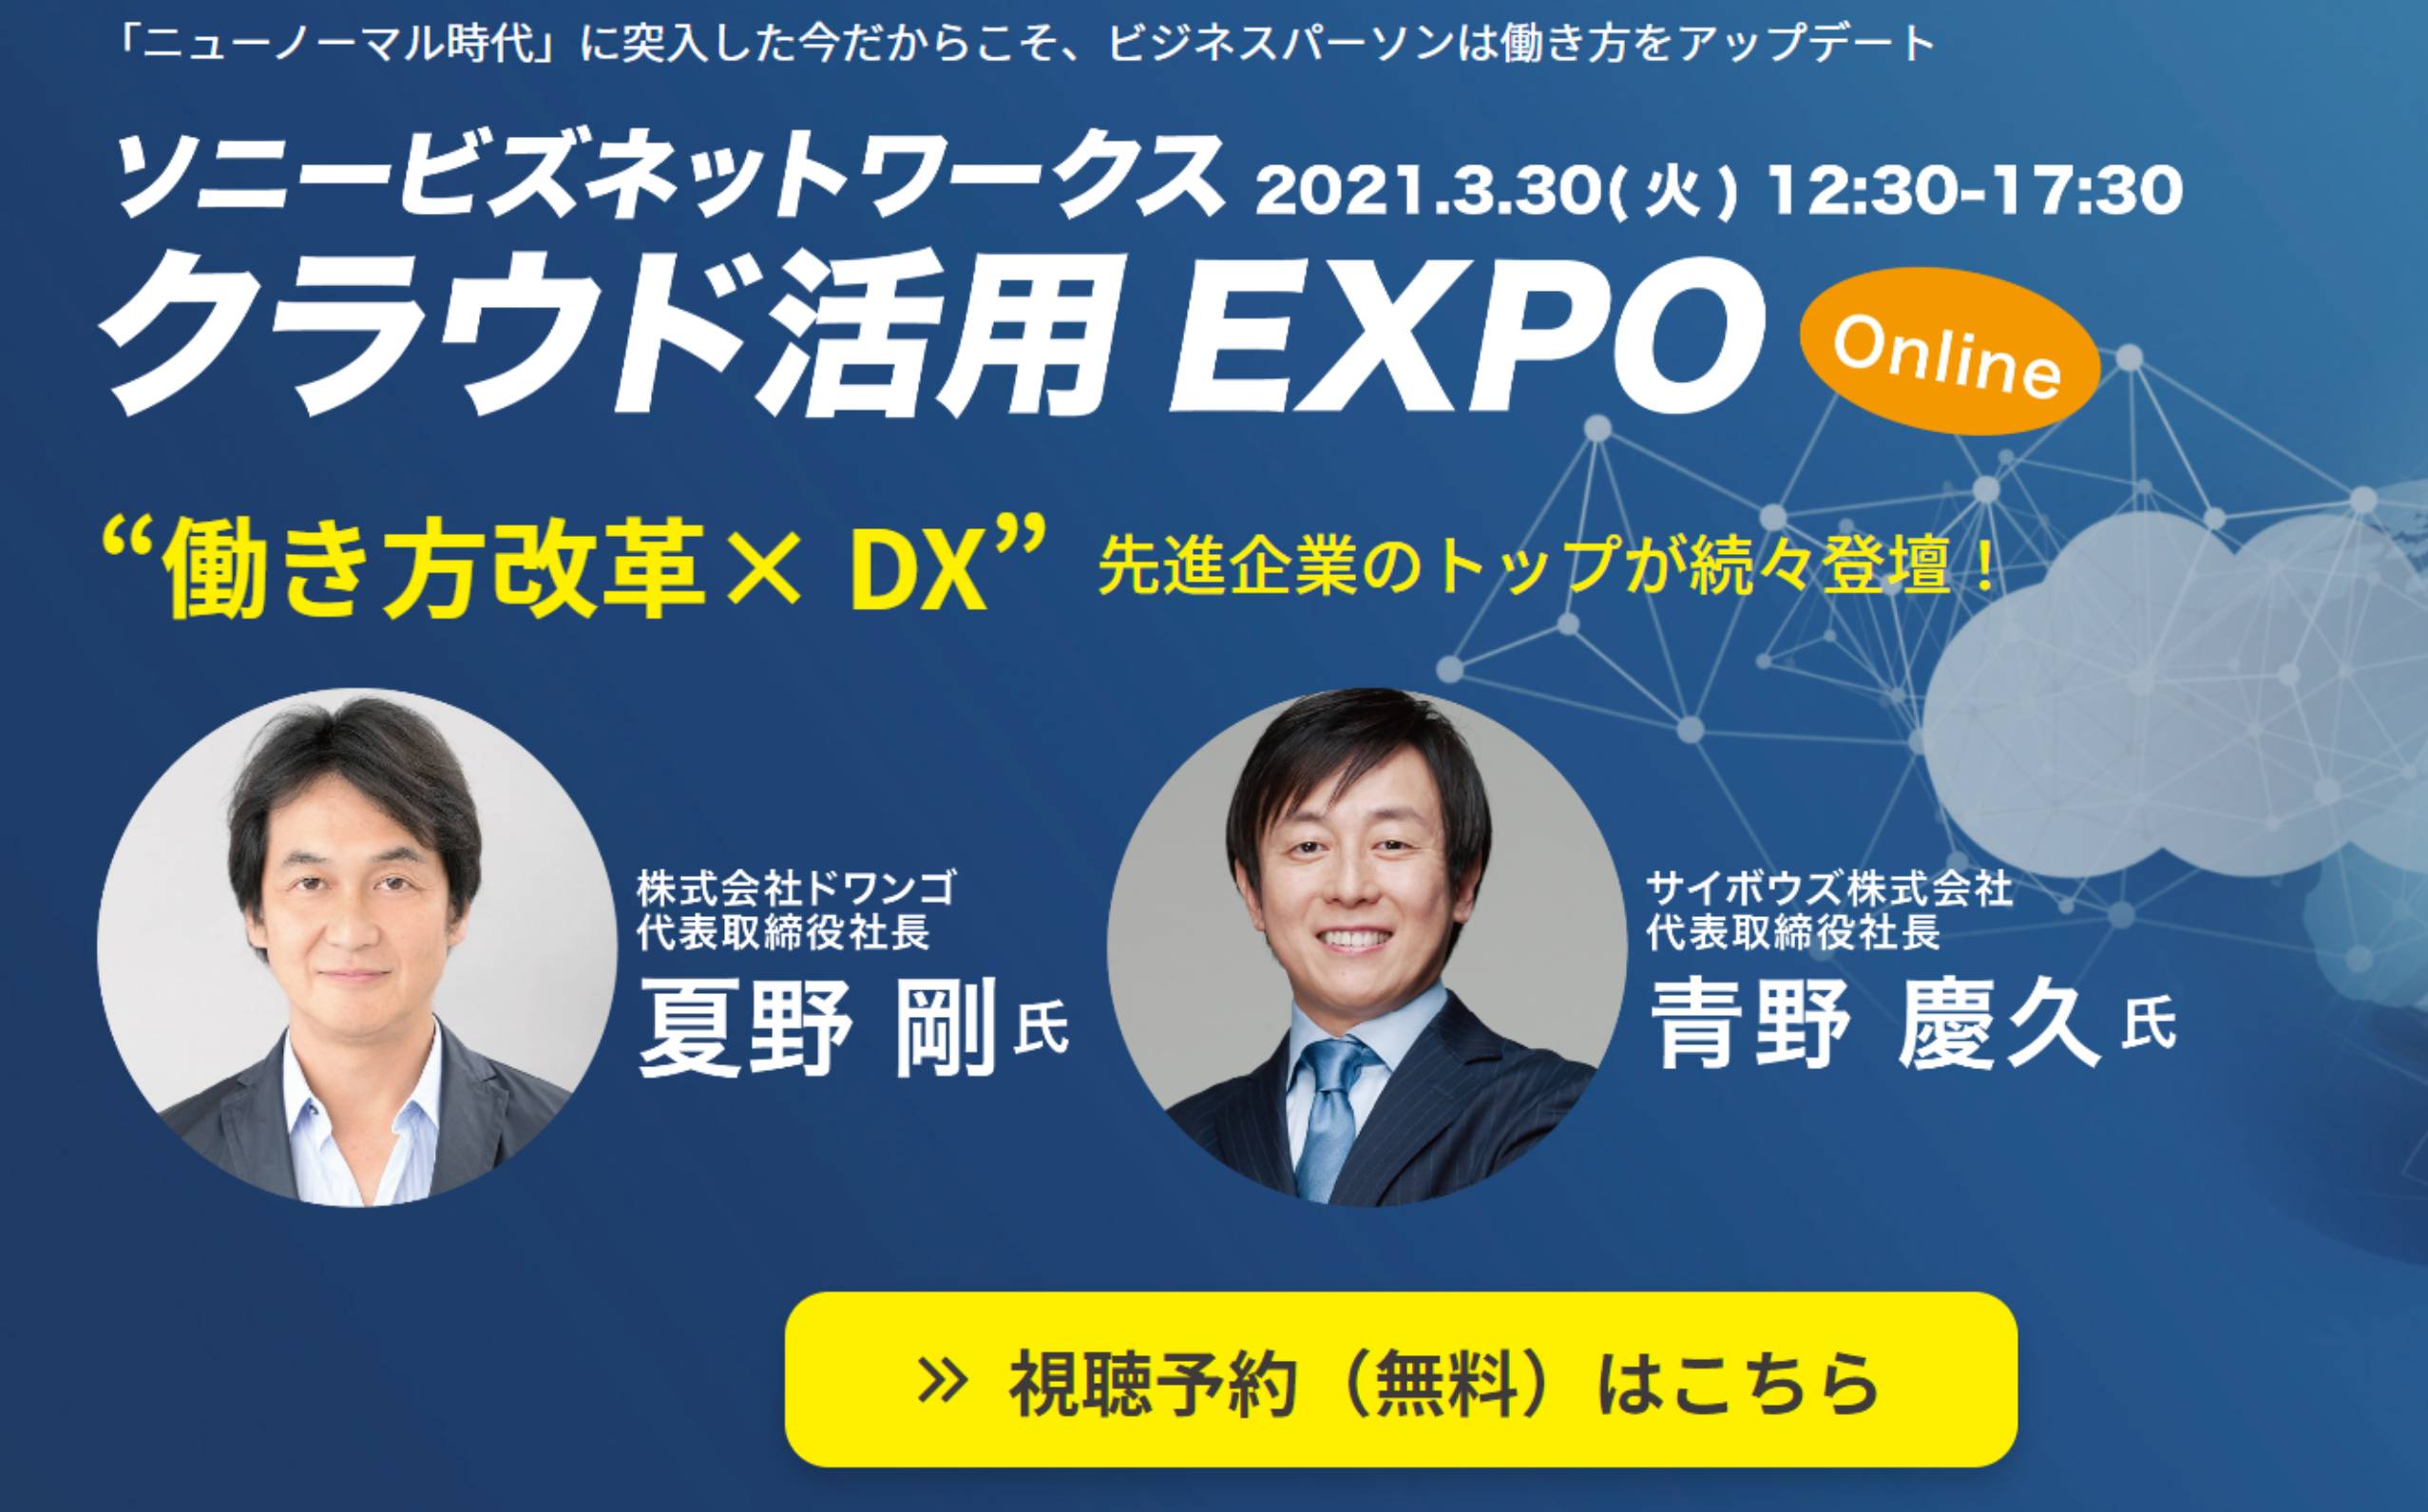 「ニューノーマル時代」に突入した今だからこそ、ビジネスパーソンは働き方をアップデート
ソニービズネットワークス 2021.3.30(火) 12:30-17:30
クラウド活用 EXPO Online
“働き方改革× DX” 先進企業のトップが続々登壇！
株式会社ドワンゴ
代表取締役社長
夏野 剛氏
サイボウズ株式会社
代表取締役社長
青野 慶久氏
» 視聴予約（無料）はこちら